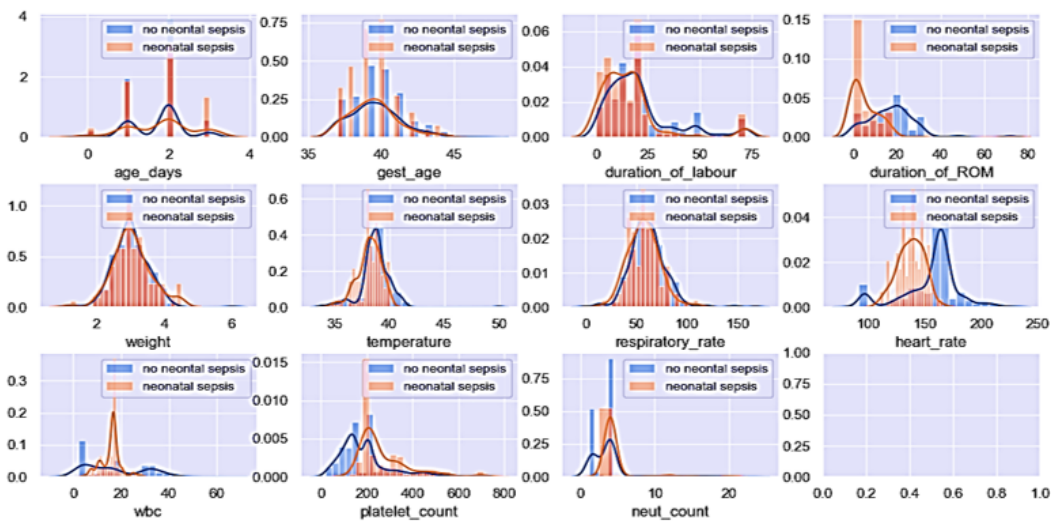 4
2
0
no neontal sepsis
neonatal sepsis
0 2 4
age_days
0.75
0.50
0.25
0.00
no neontal sepsis
neonatal sepsis
35 40 45
gest_age
0.06
0.04
0.02
0.00
no neontal sepsis
neonatal sepsis
0 25 50 75
duration_of_labour
0.15
0.10
0.05
0.00
no neontal sepsis
neonatal sepsis
0 20 40 60 80
duration_of_ROM
1.0
0.5
0.0
no neontal sepsis
neonatal sepsis
2 4 6
weight
0.6
0.4
0.2
0.0
no neontal sepsis
neonatal sepsis
35 40 45 50
temperature
0.03
0.02
0.01
0.00
no neontal sepsis
neonatal sepsis
0 50 100 150
respiratory_rate
0.04
0.02
0.00
no neontal sepsis
neonatal sepsis
100 150 200 250
heart_rate
0.3
0.2
0.1
0.0
no neontal sepsis
neonatal sepsis
0 20 40 60
wbc
0.015
0.010
0.005
0.000
no neontal sepsis
neonatal sepsis
0 200 400 600 800
platelet_count
0.75
0.50
0.25
0.00
no neontal sepsis
neonatal sepsis
0 10 20
neut_count
1.00
0.75
0.50
0.25
0.00
0.0 0.2 0.4 0.6 0.8 1.0